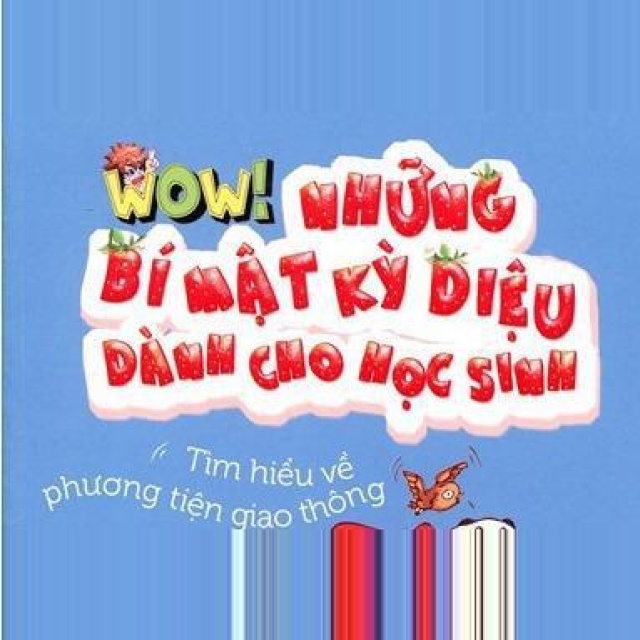 WOW! NHỮNG
BÍ MẬT KỲ DIỆU
DÀNH CHO HỌC SINH
Tìm hiểu về
phương tiện giao thông